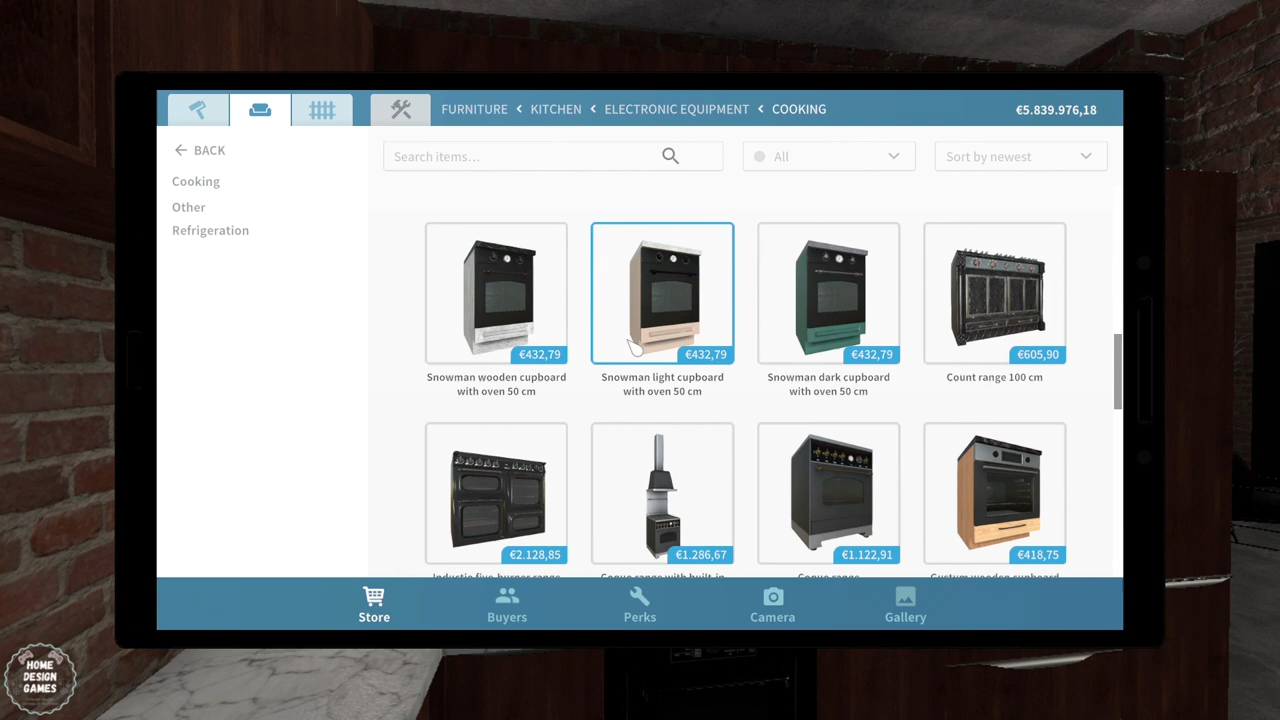 FURNITURE < KITCHEN < ELECTRONIC EQUIPMENT < COOKING
€5.839.976,18
BACK
Search items...
All
Sort by newest
Cooking
Other
Refrigeration
€432,79
€432,79
€432,79
€605,90
Snowman wooden cupboard
with oven 50 cm
Snowman light cupboard
with oven 50 cm
Snowman dark cupboard
with oven 50 cm
Count range 100 cm
€2.128,85
€1.286,67
€1.122,91
€418,75
Store
Buyers
Perks
Camera
Gallery
HOME
DESIGN
GAMES